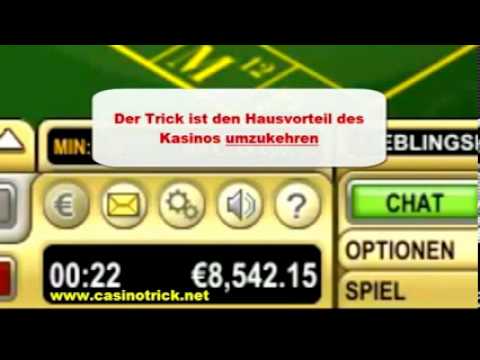 M 12
Der Trick ist den Hausvorteil des
Kasinos umzukehren
MIN:
€
?
CHAT
OPTIONEN
00:22 €8,542.15
www.casinotrick.net
SPIEL